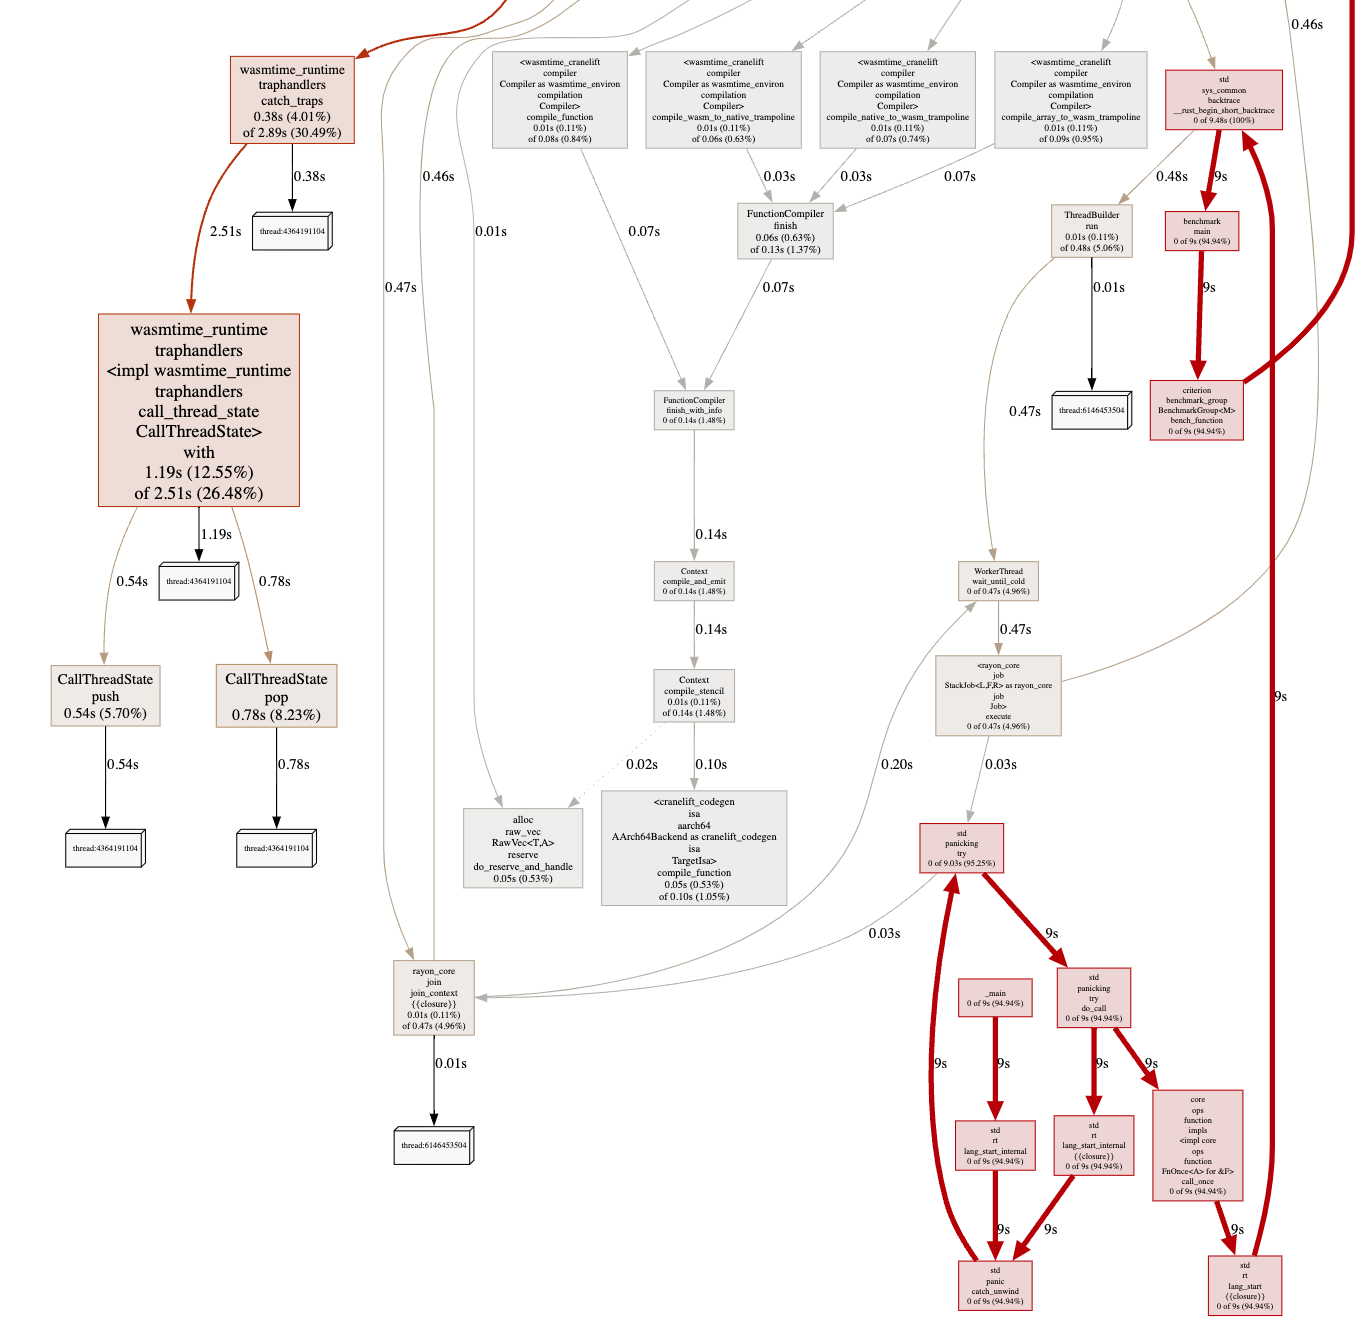 0.46s
wasmtime_runtime
traphandlers
catch_traps
0.38s (4.01%)
of 2.89s (30.49%)
<wasmtime_cranelift
compiler
Compiler as wasmtime_environ
compilation
Compiler>
compile_function
0.01s (0.11%)
of 0.08s (0.84%)
<wasmtime_cranelift
compiler
Compiler as wasmtime_environ
compilation
Compiler>
compile_wasm_to_native_trampoline
0.01s (0.11%)
of 0.06s (0.63%)
<wasmtime_cranelift
compiler
Compiler as wasmtime_environ
compilation
Compiler>
compile_native_to_wasm_trampoline
0.01s (0.11%)
of 0.07s (0.74%)
<wasmtime_cranelift
compiler
Compiler as wasmtime_environ
compilation
Compiler>
compile_array_to_wasm_trampoline
0.01s (0.11%)
of 0.09s (0.95%)
std
sys_common
backtrace
__rust_begin_short_backtrace
0 of 9.48s (100%)
0.38s
0.46s
0.03s
0.03s
0.07s
0.48s
9s
2.51s
thread:4364191104
0.01s
0.07s
FunctionCompiler
finish
0.06s (0.63%)
of 0.13s (1.37%)
ThreadBuilder
run
0.01s (0.11%)
of 0.48s (5.06%)
benchmark
main
0 of 9s (94.94%)
0.47s
0.07s
0.01s
9s
wasmtime_runtime
traphandlers
<impl wasmtime_runtime
traphandlers
call_thread_state
CallThreadState>
with
1.19s (12.55%)
of 2.51s (26.48%)
FunctionCompiler
finish_with_info
0 of 0.14s (1.48%)
0.47s
thread:6146453504
criterion
benchmark_group
BenchmarkGroup<M>
bench_function
0 of 9s (94.94%)
1.19s
0.14s
0.54s
thread:4364191104
0.78s
Context
compile_and_emit
0 of 0.14s (1.48%)
WorkerThread
wait_until_cold
0 of 0.47s (4.96%)
0.14s
0.47s
CallThreadState
push
0.54s (5.70%)
CallThreadState
pop
0.78s (8.23%)
Context
compile_stencil
0.01s (0.11%)
of 0.14s (1.48%)
<rayon_core
job
StackJob<L,F,R> as rayon_core
job
Job>
execute
0 of 0.47s (4.96%)
9s
0.54s
0.78s
0.02s
0.10s
0.20s
0.03s
thread:4364191104
thread:4364191104
alloc
raw_vec
RawVec<T,A>
reserve
do_reserve_and_handle
0.05s (0.53%)
<cranelift_codegen
isa
aarch64
AArch64Backend as cranelift_codegen
isa
TargetIsa>
compile_function
0.05s (0.53%)
of 0.10s (1.05%)
std
panicking
try
0 of 9.03s (95.25%)
0.03s
9s
rayon_core
join
join_context
{{closure}}
0.01s (0.11%)
of 0.47s (4.96%)
_main
0 of 9s (94.94%)
std
panicking
try
do_call
0 of 9s (94.94%)
0.01s
9s
9s
9s
9s
thread:6146453504
std
rt
lang_start_internal
0 of 9s (94.94%)
std
rt
lang_start_internal
{{closure}}
0 of 9s (94.94%)
core
ops
function
impls
<impl core
ops
function
FnOnce<A> for &F>
call_once
0 of 9s (94.94%)
9s
9s
9s
std
panic
catch_unwind
0 of 9s (94.94%)
std
rt
lang_start
{{closure}}
0 of 9s (94.94%)